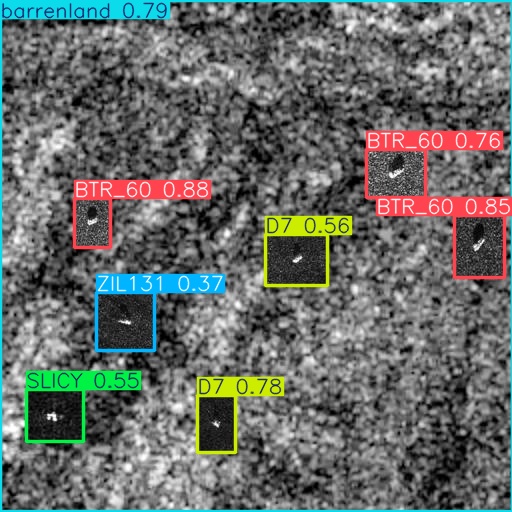 barrenland 0.79
BTR_60 0.76
BTR_60 0.88
BTR_60 0.85
D7 0.56
ZIL131 0.37
SLICY 0.55
D7 0.78